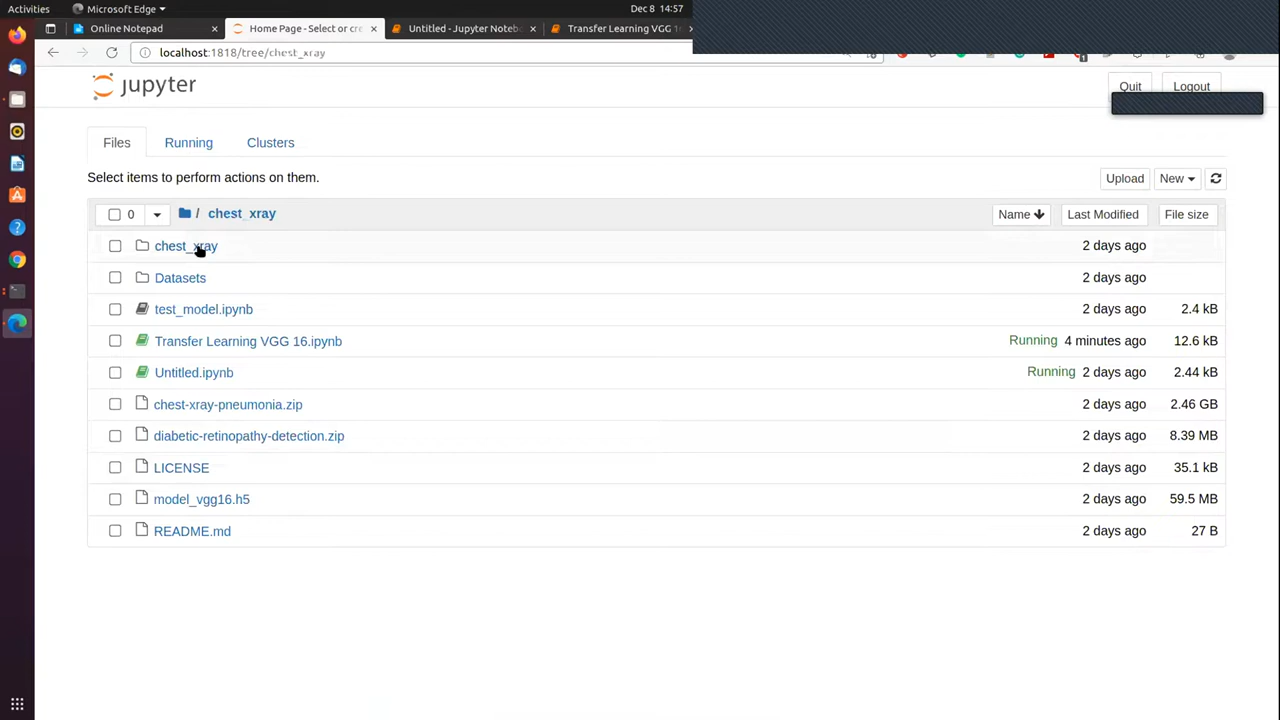 Activities Microsoft Edge Dec 8 14:57
Online Notepad Home Page - Select or cre Untitled - Jupyter Noteb Transfer Learning VGG 16
localhost:1818/tree/chest_xray
jupyter Quit Logout
Files Running Clusters
Select items to perform actions on them. Upload New
0 / chest_xray Name Last Modified File size
chest_xray 2 days ago
Datasets 2 days ago
test_model.ipynb 2 days ago 2.4 kB
Transfer Learning VGG 16.ipynb Running 4 minutes ago 12.6 kB
Untitled.ipynb Running 2 days ago 2.44 kB
chest-xray-pneumonia.zip 2 days ago 2.46 GB
diabetic-retinopathy-detection.zip 2 days ago 8.39 MB
LICENSE 2 days ago 35.1 kB
model_vgg16.h5 2 days ago 59.5 MB
README.md 2 days ago 27 B